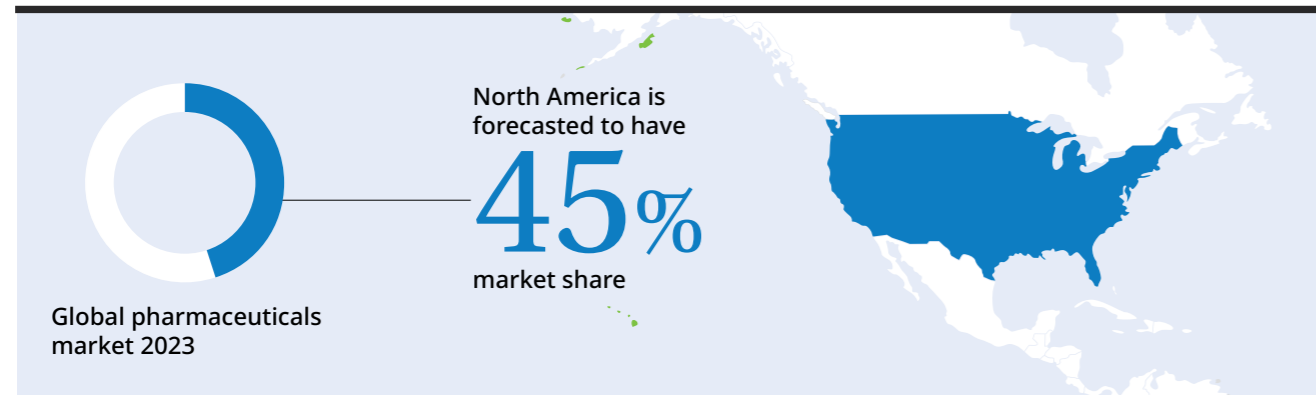 North America is
forecasted to have
45%
market share
Global pharmaceuticals
market 2023